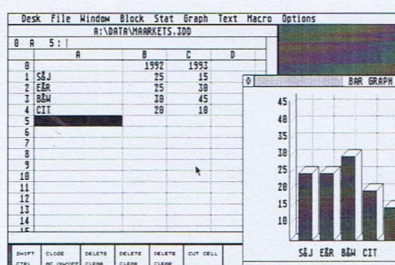 Desk File Window Block Stat Graph Text Macro Options
A:\DATA\MAARKETS.3DD
0 A 5:
A B C D
0 1992 1993
1 S&J 25 15
2 E&R 25 30
3 B&W 30 45
4 CIT 20 10
5
6
7
8
9
10
11
12
13
14
BAR GRAPH
45
40
35
30
25
20
15
10
S&J E&R B&W CIT
SHIFT CLOSE DELETE DELETE DELETE CUT CELL